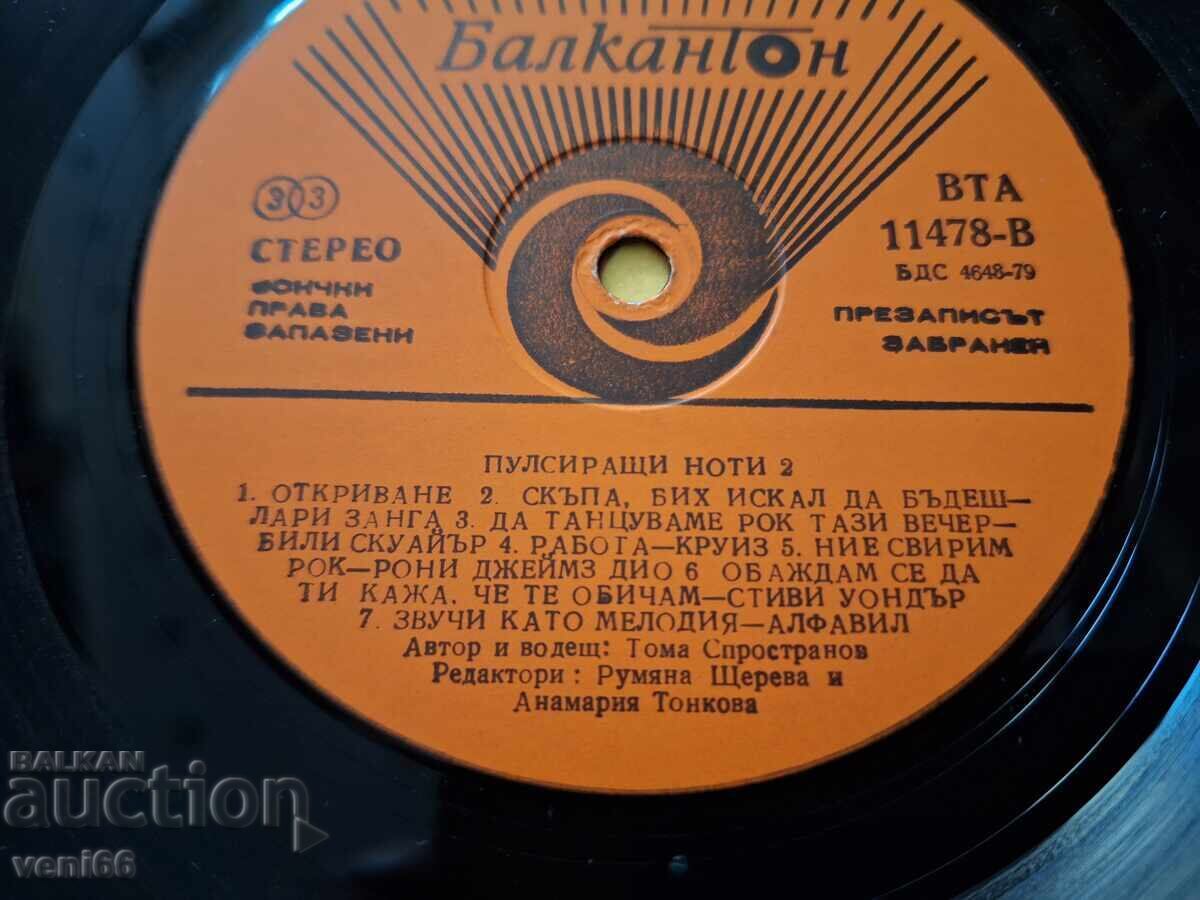 Балкантон
33
СТЕРЕО
ВСИЧКИ
ПРАВА
ЗАПАЗЕНИ
ВТА
11478-В
БДС 4648-79
ПРЕЗАПИСЪТ
ЗАБРАНЕН
ПУЛСИРАЩИ НОТИ 2
1. ОТКРИВАНЕ 2. СКЪПА, БИХ ИСКАЛ ДА БЪДЕШ—
ЛАРИ ЗАНГА 3. ДА ТАНЦУВАМЕ РОК ТАЗИ ВЕЧЕР—
БИЛИ СКУАЙЪР 4. РАБОТА—КРУИЗ 5. НИЕ СВИРИМ
РОК—РОНИ ДЖЕЙМЗ ДИО 6 ОБАЖДАМ СЕ ДА
ТИ КАЖА, ЧЕ ТЕ ОБИЧАМ—СТИВИ УОНДЪР
7. ЗВУЧИ КАТО МЕЛОДИЯ—АЛФАВИЛ
Автор и водещ: Тома Спространов
Редактори: Румяна Щерева и
Анамария Тонкова
BALKAN
auction
veni66